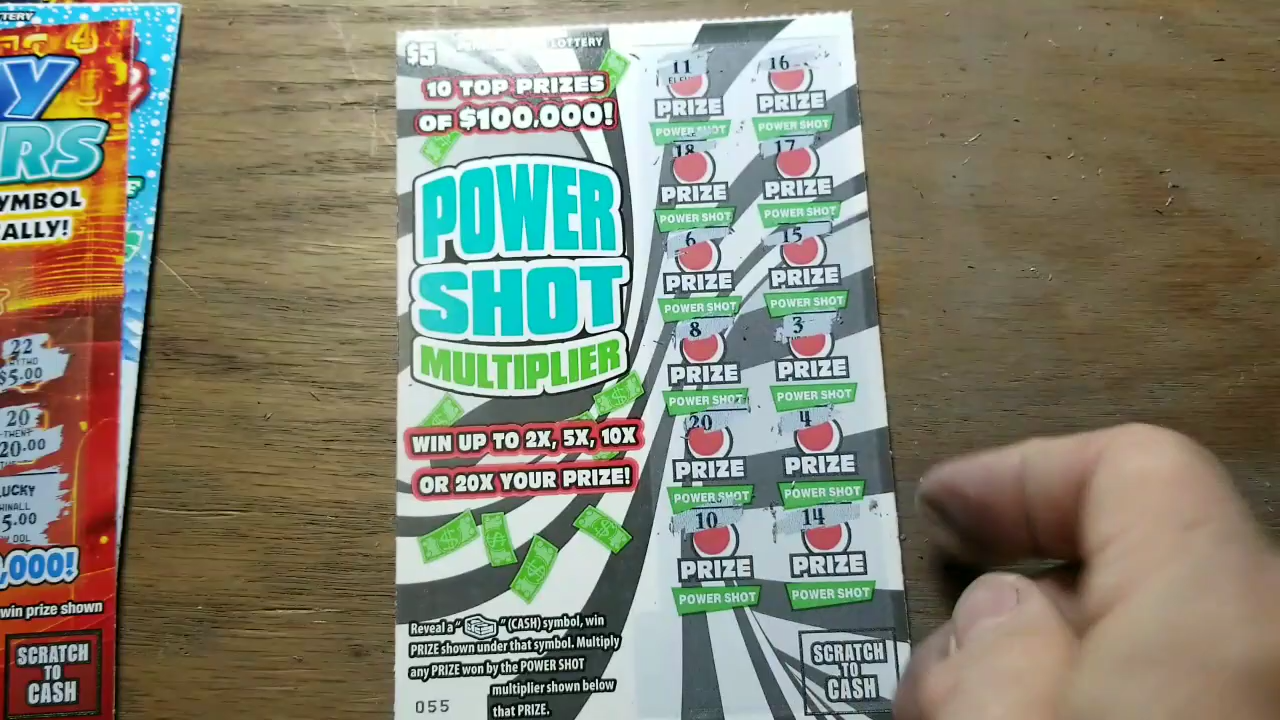 TERY
Y
RS
YMBOL
ALLY!
22
$5.00
20
20.00
LUCKY
5.00
,000!
win prize shown
SCRATCH
TO
CASH
$5
LOTTERY
10 TOP PRIZES
OF $100,000!
POWER
SHOT
MULTIPLIER
WIN UP TO 2X, 5X, 10X
OR 20X YOUR PRIZE!
Reveal a " " (CASH) symbol, win
PRIZE shown under that symbol. Multiply
any PRIZE won by the POWER SHOT
multiplier shown below
that PRIZE.
055
11 16
PRIZE PRIZE
POWER SHOT POWER SHOT
18 17
PRIZE PRIZE
POWER SHOT POWER SHOT
6 15
PRIZE PRIZE
POWER SHOT POWER SHOT
8 3
PRIZE PRIZE
POWER SHOT POWER SHOT
20 4
PRIZE PRIZE
POWER SHOT POWER SHOT
10 14
PRIZE PRIZE
POWER SHOT POWER SHOT
SCRATCH
TO
CASH